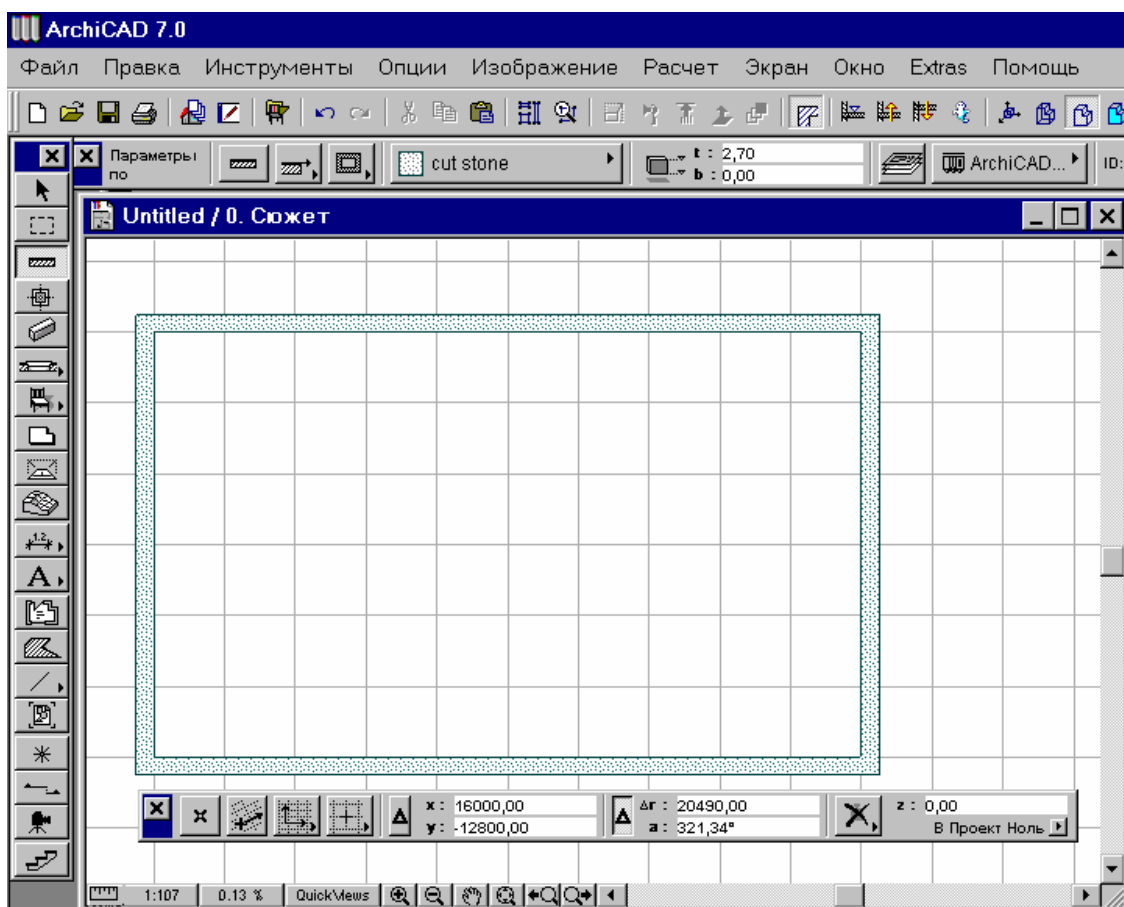 ArchiCAD 7.0
Файл Правка Инструменты Опции Изображение Расчет Экран Окно Extras Помощь
Параметры по
cut stone
t : 2,70
b : 0,00
ArchiCAD...
ID:
Untitled / 0. Сюжет
1.2
A
x : 16000,00
y : -12800,00
Δr : 20490,00
a : 321,34°
z : 0,00
В Проект Ноль
1:107 0.13 % QuickViews